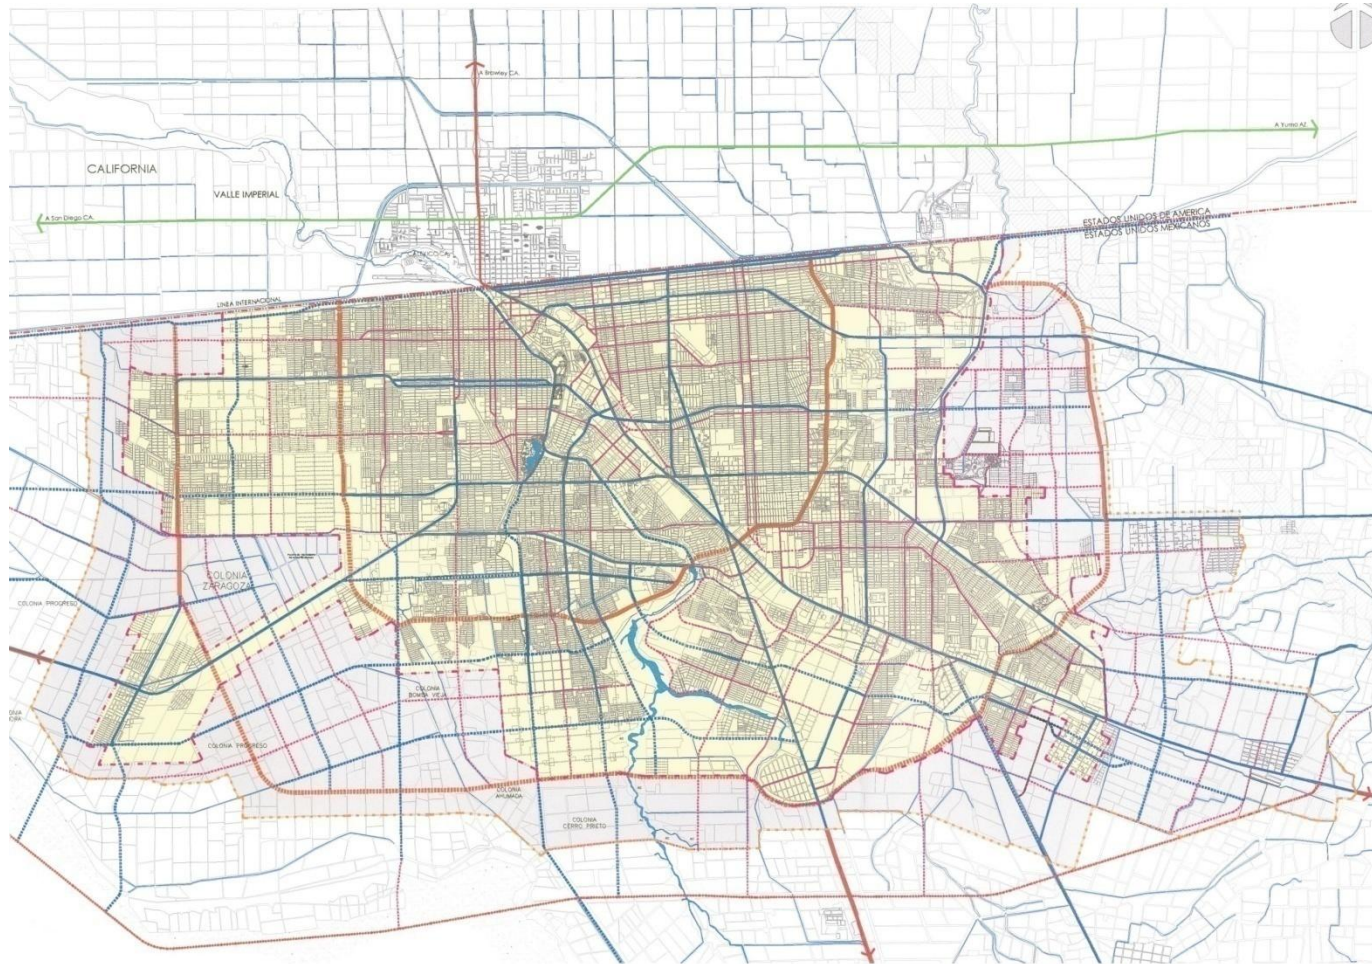 A Brawley CA.
A Yuma AZ.
CALIFORNIA
VALLE IMPERIAL
A San Diego CA.
ESTADOS UNIDOS DE AMERICA
ESTADOS UNIDOS MEXICANOS
LINEA INTERNACIONAL
COLONIA
ZARAGOZA
COLONIA PROGRESO
COLONIA
BOMBA VIEJA
COLONIA PROGRESO
COLONIA
AHUMADA
COLONIA
CERRO PRIETO